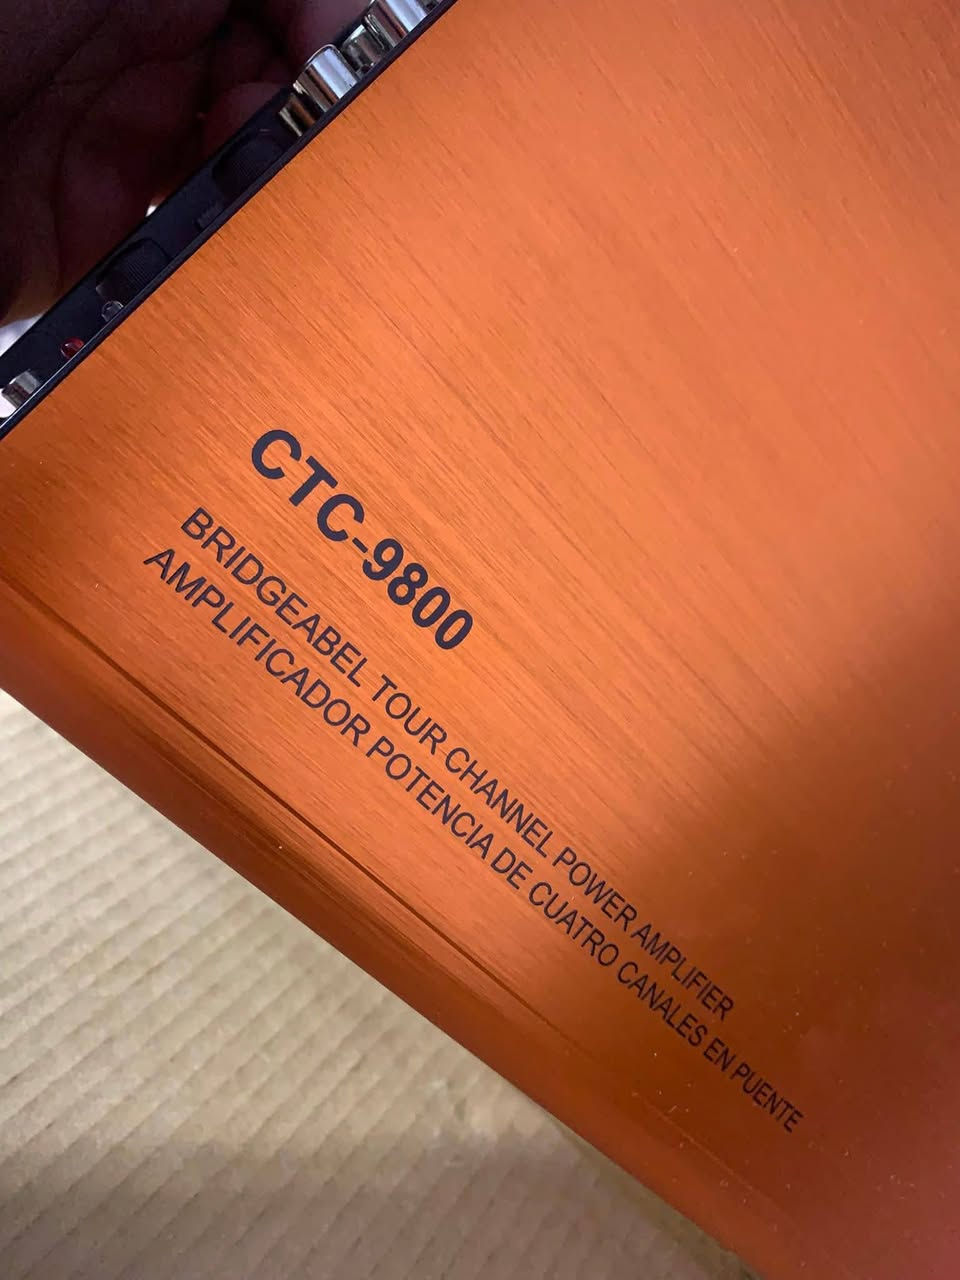 CTC-9800
BRIDGEABEL TOUR CHANNEL POWER AMPLIFIER
AMPLIFICADOR POTENCIA DE CUATRO CANALES EN PUENTE